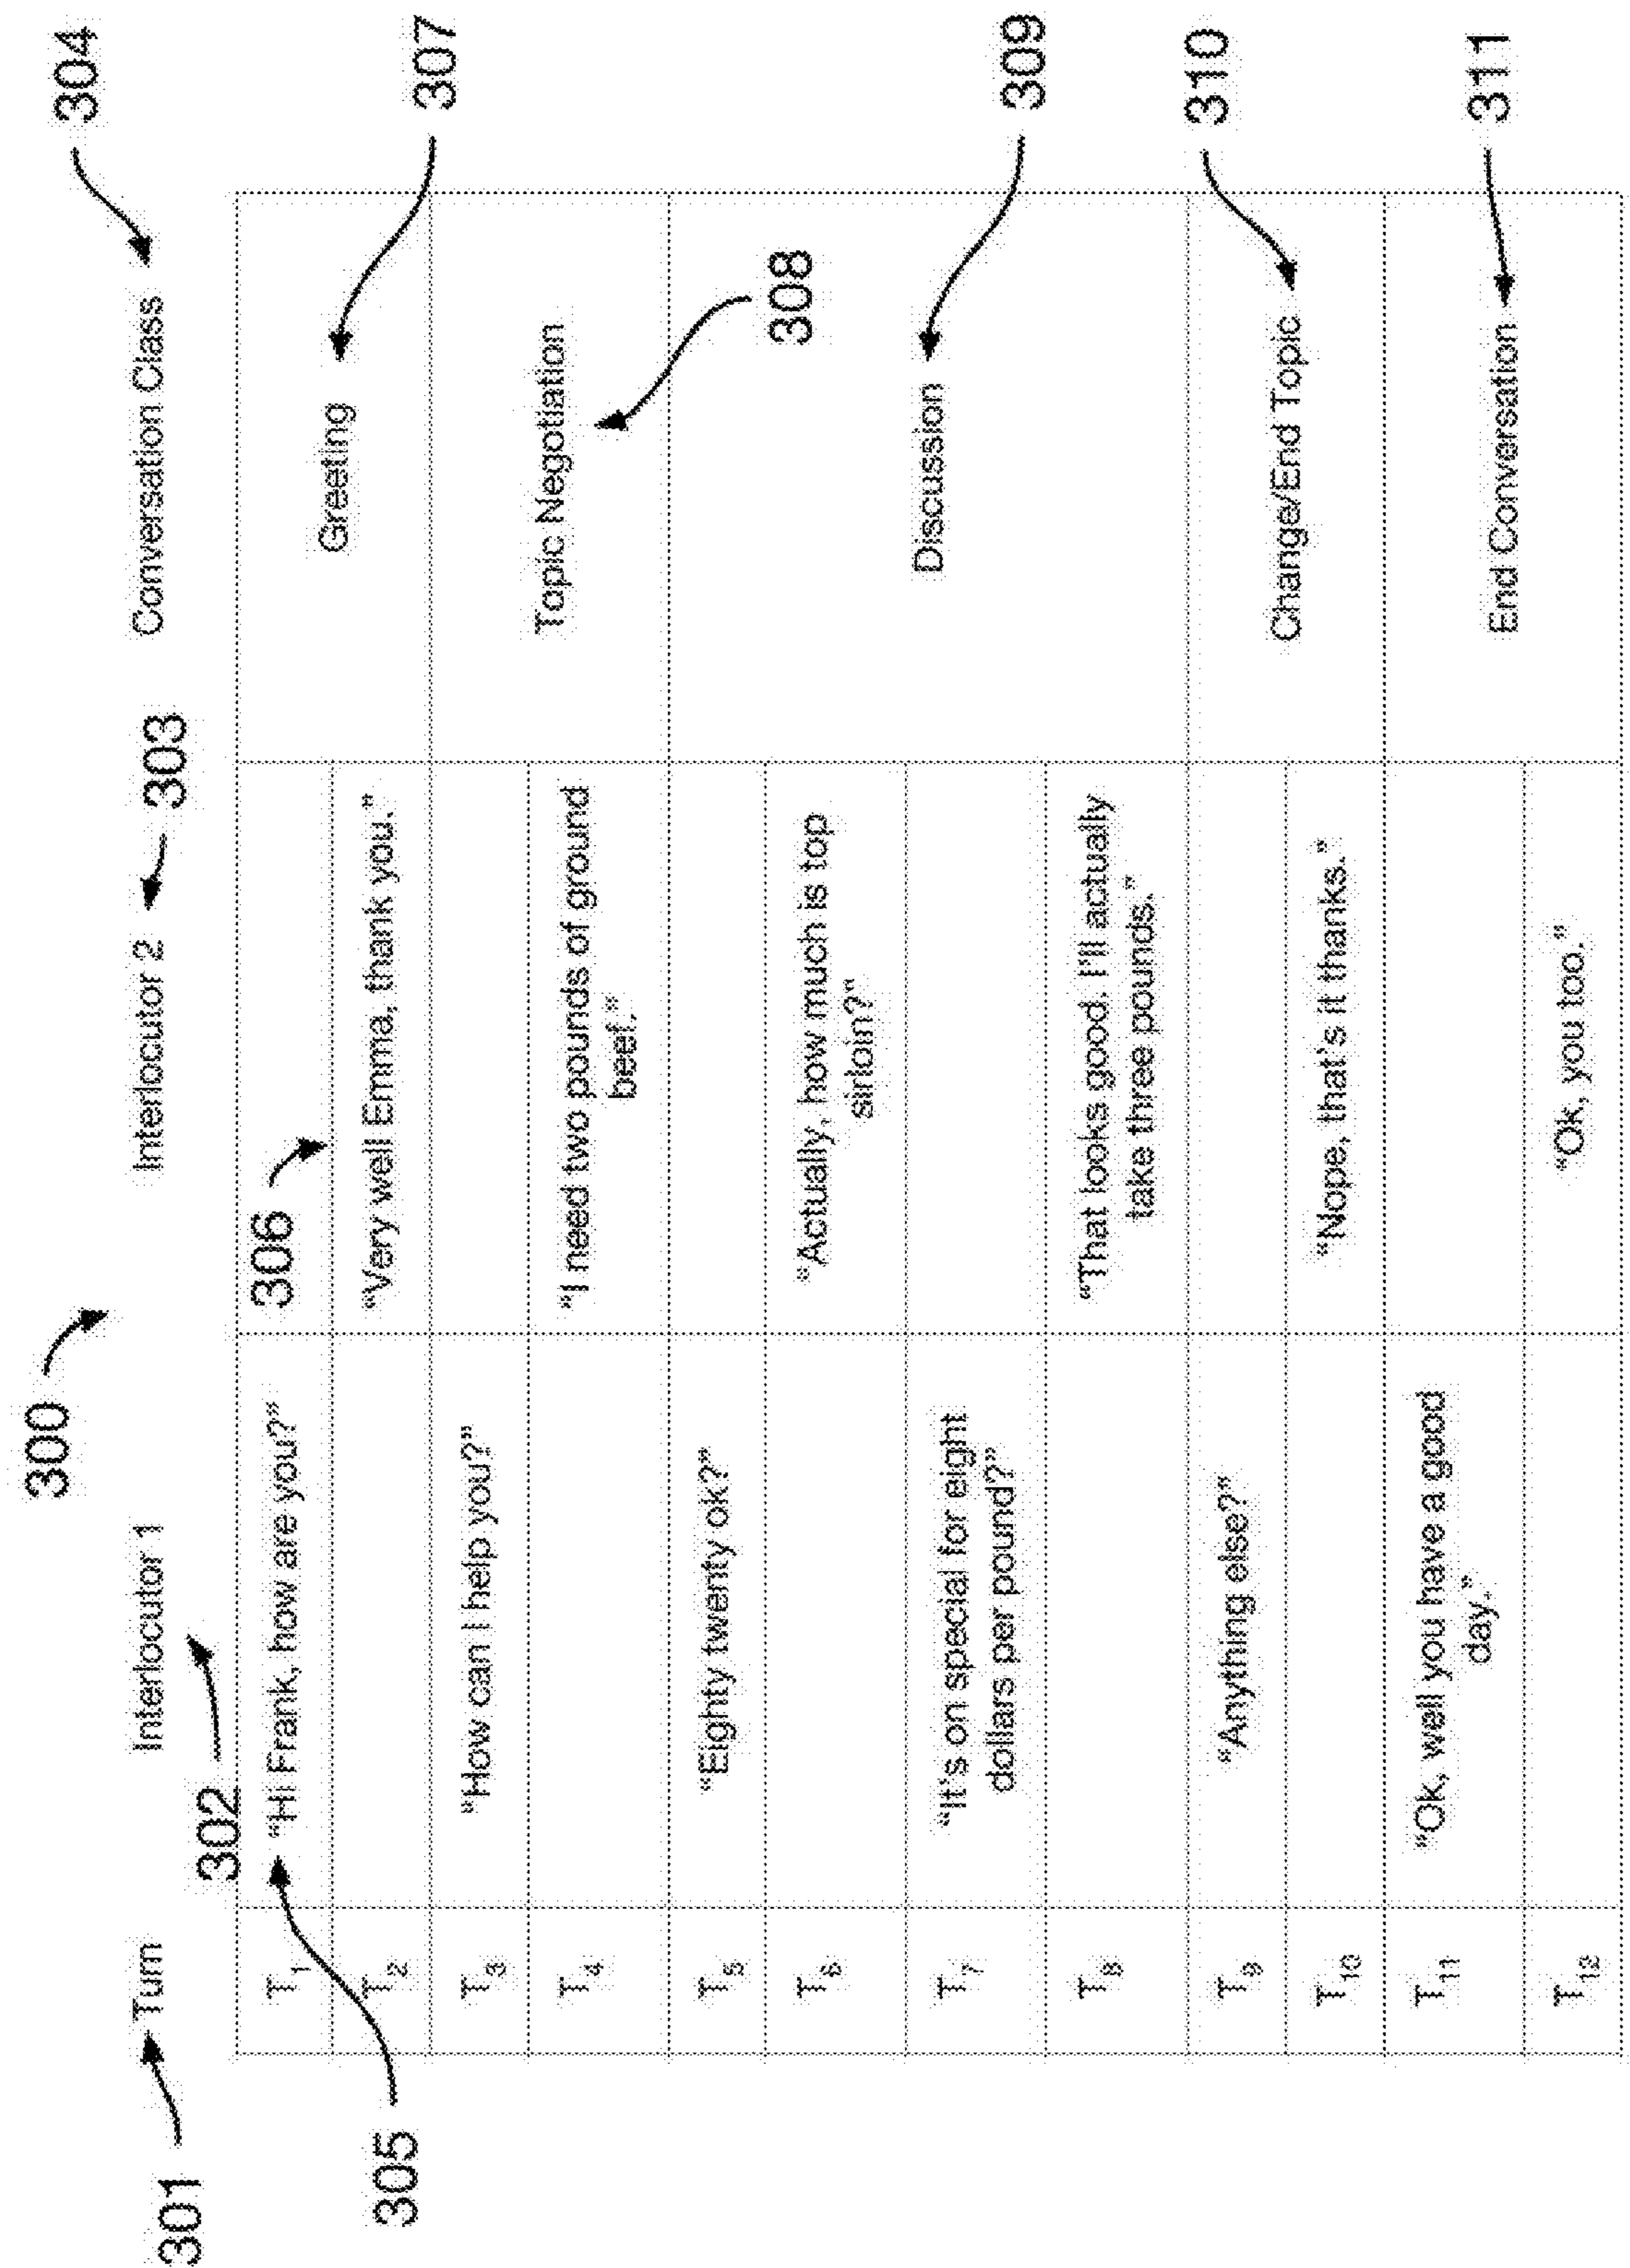 300
304
301
302
303
Turn
Interlocutor 1
Interlocutor 2
Conversation Class
305
306
T1
"Hi Frank, how are you?"
Greeting
307
T2
"Very well Emma, thank you."
T3
"How can I help you?"
Topic Negotiation
308
T4
"I need two pounds of ground
beef."
T5
"Eighty twenty ok?"
Discussion
309
T6
"Actually, how much is top
sirloin?"
T7
"It's on special for eight
dollars per pound?"
T8
"That looks good. I'll actually
take three pounds."
T9
"Anything else?"
Change/End Topic
310
T10
"Nope, that's it thanks."
T11
"Ok, well you have a good
day."
End Conversation
311
T12
"Ok, you too."